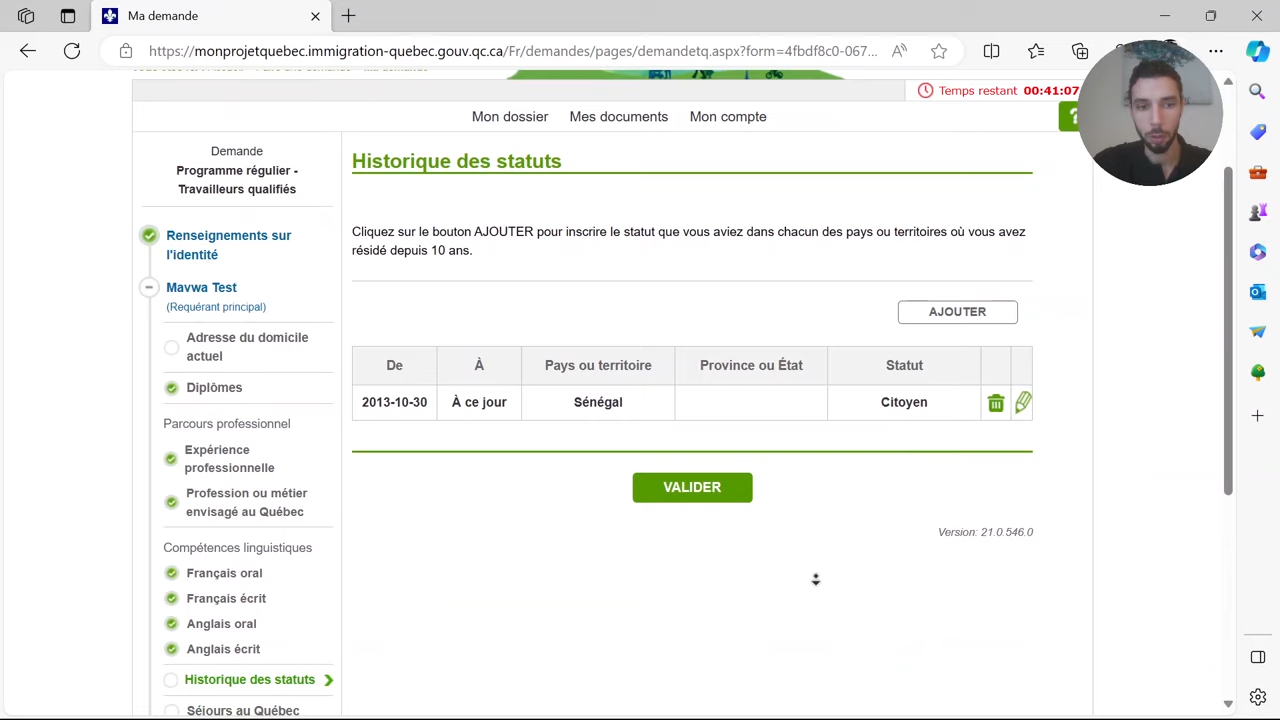 Ma demande
https://monprojetquebec.immigration-quebec.gouv.qc.ca/Fr/demandes/pages/demandetq.aspx?form=4fbdf8c0-067...
Temps restant 00:41:07
Mon dossier
Mes documents
Mon compte
Demande
Programme régulier -
Travailleurs qualifiés
Renseignements sur
l'identité
Mavwa Test
(Requérant principal)
Adresse du domicile
actuel
Diplômes
Parcours professionnel
Expérience
professionnelle
Profession ou métier
envisagé au Québec
Compétences linguistiques
Français oral
Français écrit
Anglais oral
Anglais écrit
Historique des statuts
Séjours au Québec
Historique des statuts
Cliquez sur le bouton AJOUTER pour inscrire le statut que vous aviez dans chacun des pays ou territoires où vous avez
résidé depuis 10 ans.
AJOUTER
De À Pays ou territoire Province ou État Statut
2013-10-30 À ce jour Sénégal Citoyen
VALIDER
Version: 21.0.546.0